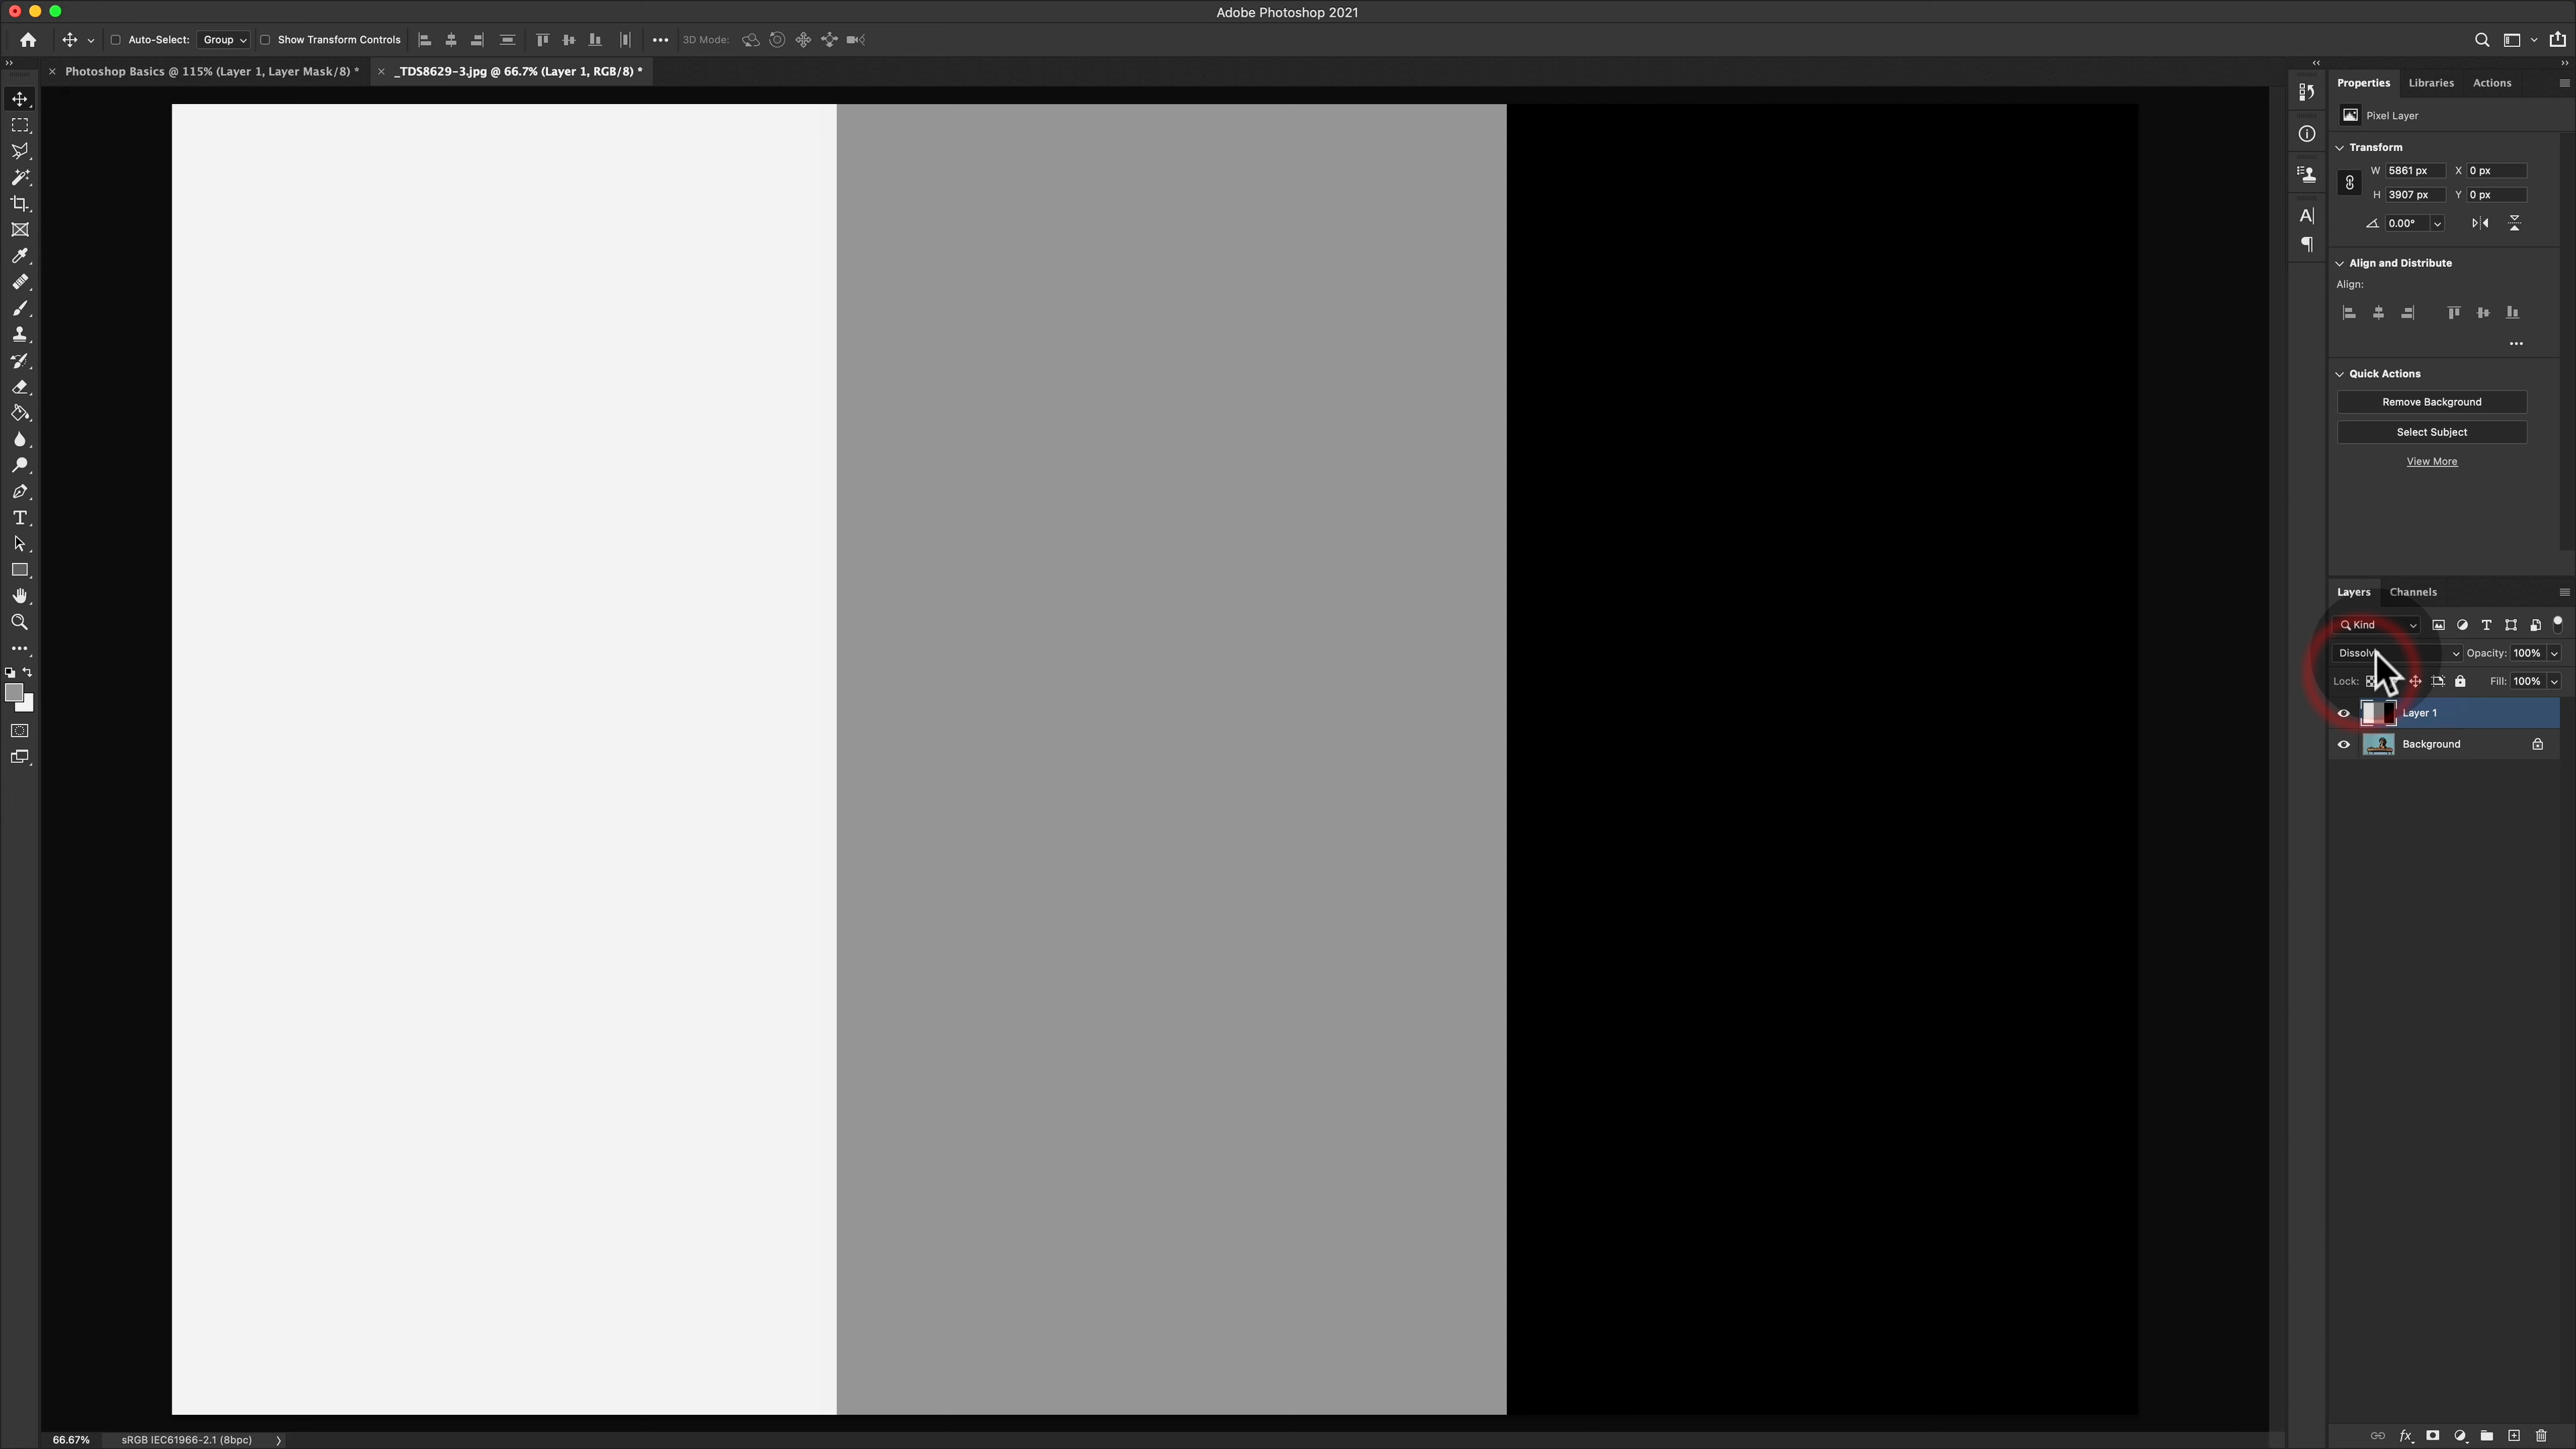 Adobe Photoshop 2021
Auto-Select: Group Show Transform Controls 3D Mode:
Photoshop Basics @ 115% (Layer 1, Layer Mask/8) * _TDS8629-3.jpg @ 66.7% (Layer 1, RGB/8) *
Properties Libraries Actions
Pixel Layer
Transform
W 5861 px X 0 px
H 3907 px Y 0 px
0.00°
Align and Distribute
Align:
Quick Actions
Remove Background
Select Subject
View More
Layers Channels
Kind
Opacity: 100%
Lock: Fill: 100%
Layer 1
Background
66.67% sRGB IEC61966-2.1 (8bpc)